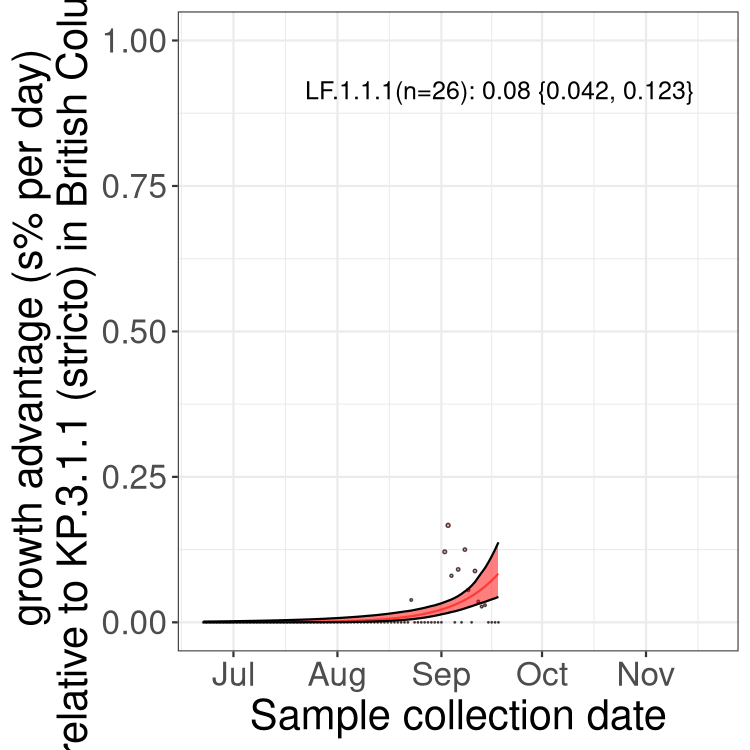 growth advantage (s% per day)
relative to KP.3.1.1 (stricto) in British Colu
1.00
0.75
0.50
0.25
0.00
LF.1.1.1(n=26): 0.08 {0.042, 0.123}
Jul Aug Sep Oct Nov
Sample collection date